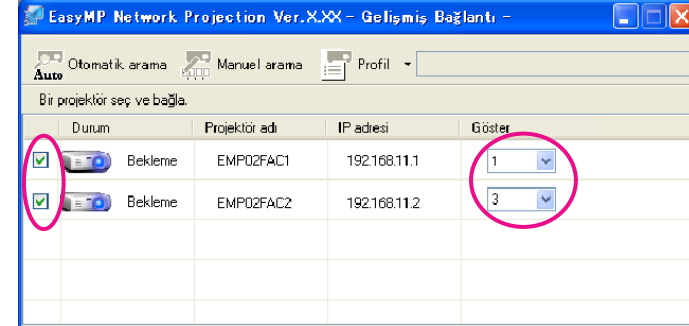 EasyMP Network Projection Ver.X.XX - Gelişmiş Bağlantı -
Auto Otomatik arama Manuel arama Profil
Bir projektör seç ve bağla.
Durum Projektör adı IP adresi Göster
Bekleme EMP02FAC1 192.168.11.1 1
Bekleme EMP02FAC2 192.168.11.2 3